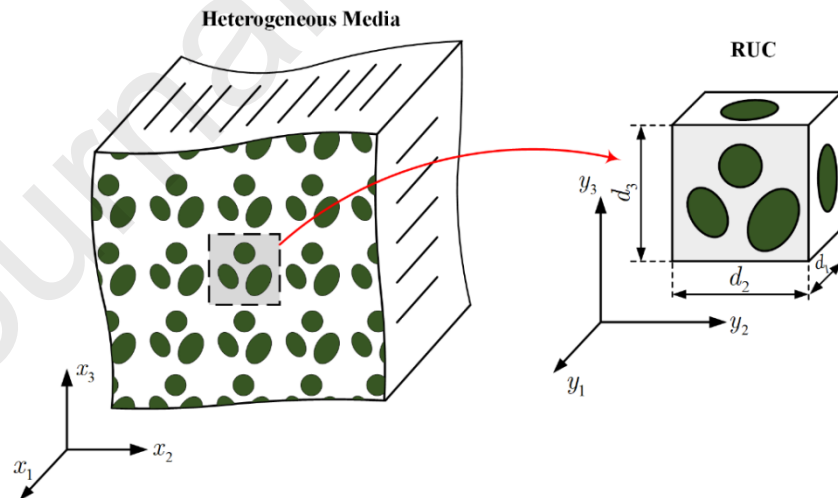 Heterogeneous Media
RUC
x₃
x₂
x₁
y₃
y₂
y₁
d₃
d₂
d₁